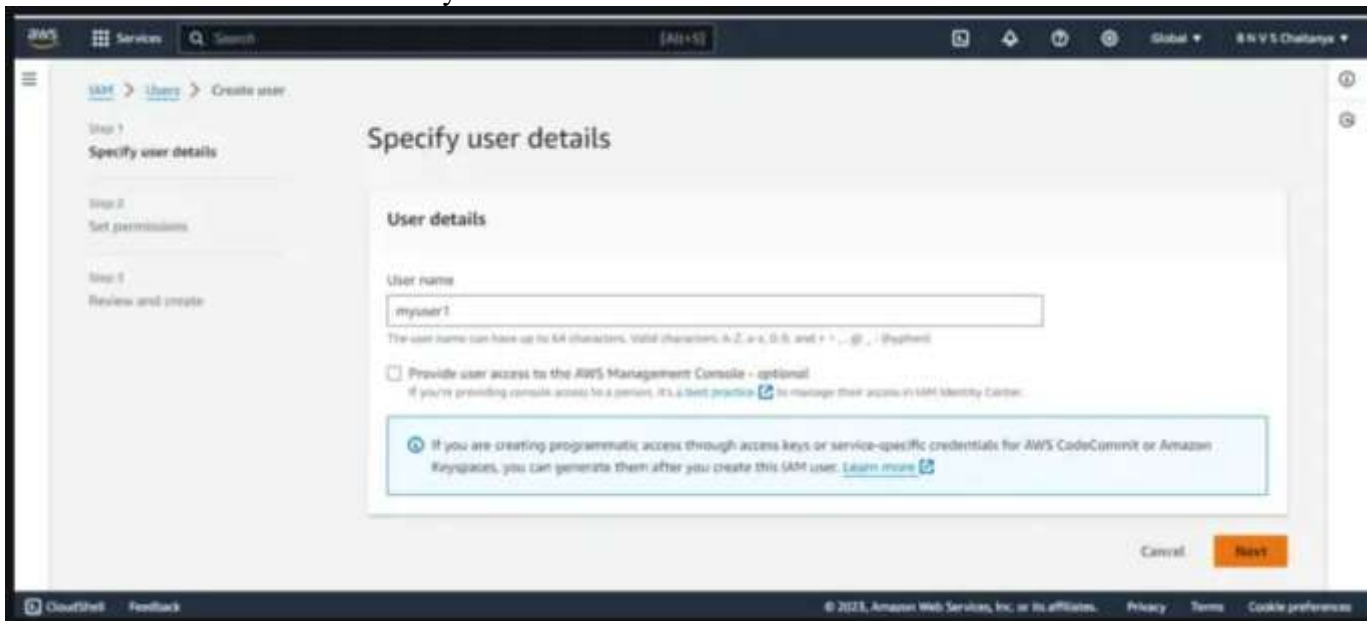 aws Services Search [Alt+S] Global B N V S Chaitanya
IAM > Users > Create user
Step 1
Specify user details
Step 2
Set permissions
Step 3
Review and create
Specify user details
User details
User name
myuser1
The user name can have up to 64 characters. Valid characters: A-Z, a-z, 0-9, and + = , . @ _ - (hyphen)
Provide user access to the AWS Management Console - optional
If you're providing console access to a person, it's a best practice to manage their access in IAM Identity Center.
If you are creating programmatic access through access keys or service-specific credentials for AWS CodeCommit or Amazon
Keyspaces, you can generate them after you create this IAM user. Learn more
Cancel Next
CloudShell Feedback © 2023, Amazon Web Services, Inc. or its affiliates. Privacy Terms Cookie preferences